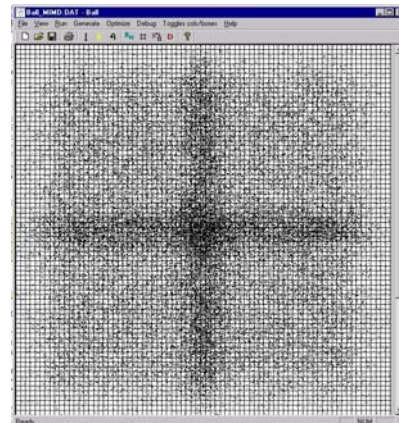 Ball_MIMD.DAT - Ball
File View Run Generate Optimize Debug Toggles cols/boxes Help
Ready
NUM